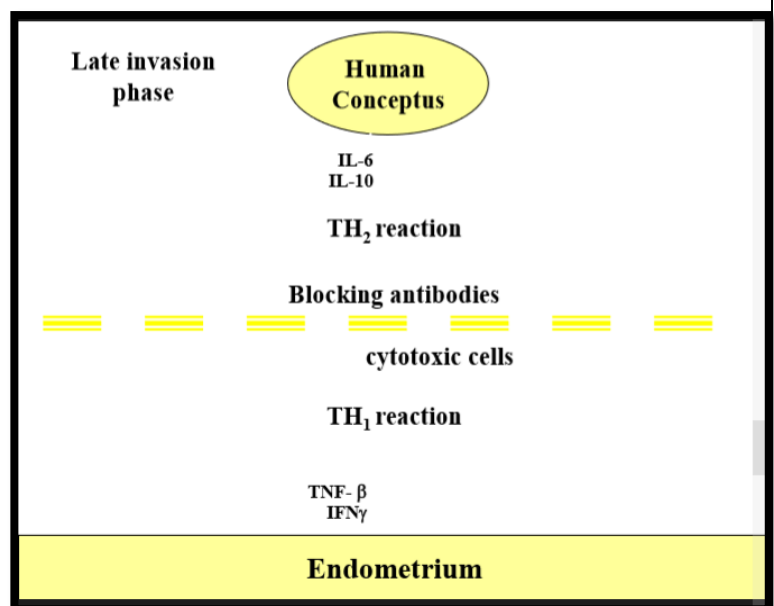 Late invasion
phase
Human
Conceptus
IL-6
IL-10
TH₂ reaction
Blocking antibodies
cytotoxic cells
TH₁ reaction
TNF- β
IFNγ
Endometrium